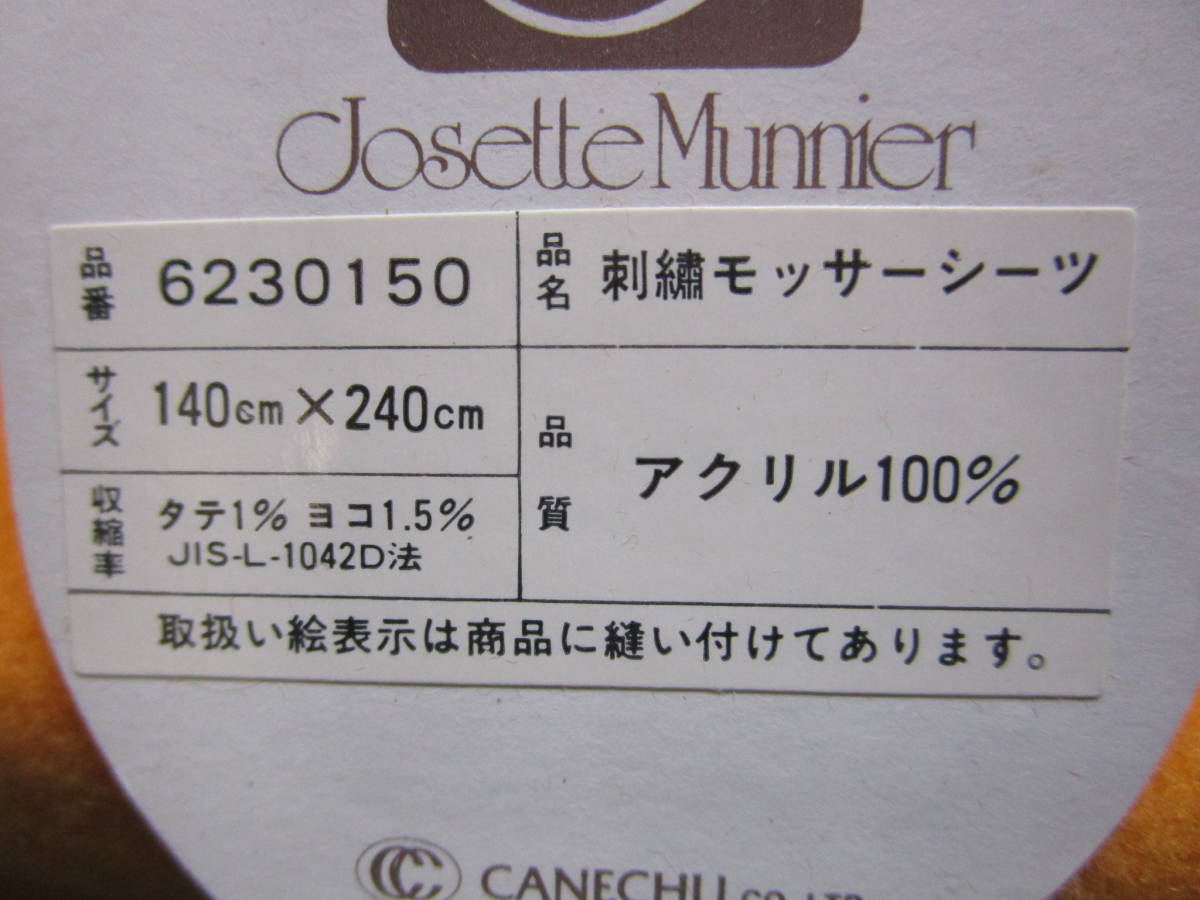 Josette Munnier
品番 6230150
品名 刺繡モッサーシーツ
サイズ 140cm×240cm
品質 アクリル100%
収縮率 タテ1% ヨコ1.5%
JIS-L-1042D法
取扱い絵表示は商品に縫い付けてあります。
CANECHU CO.,LTD.